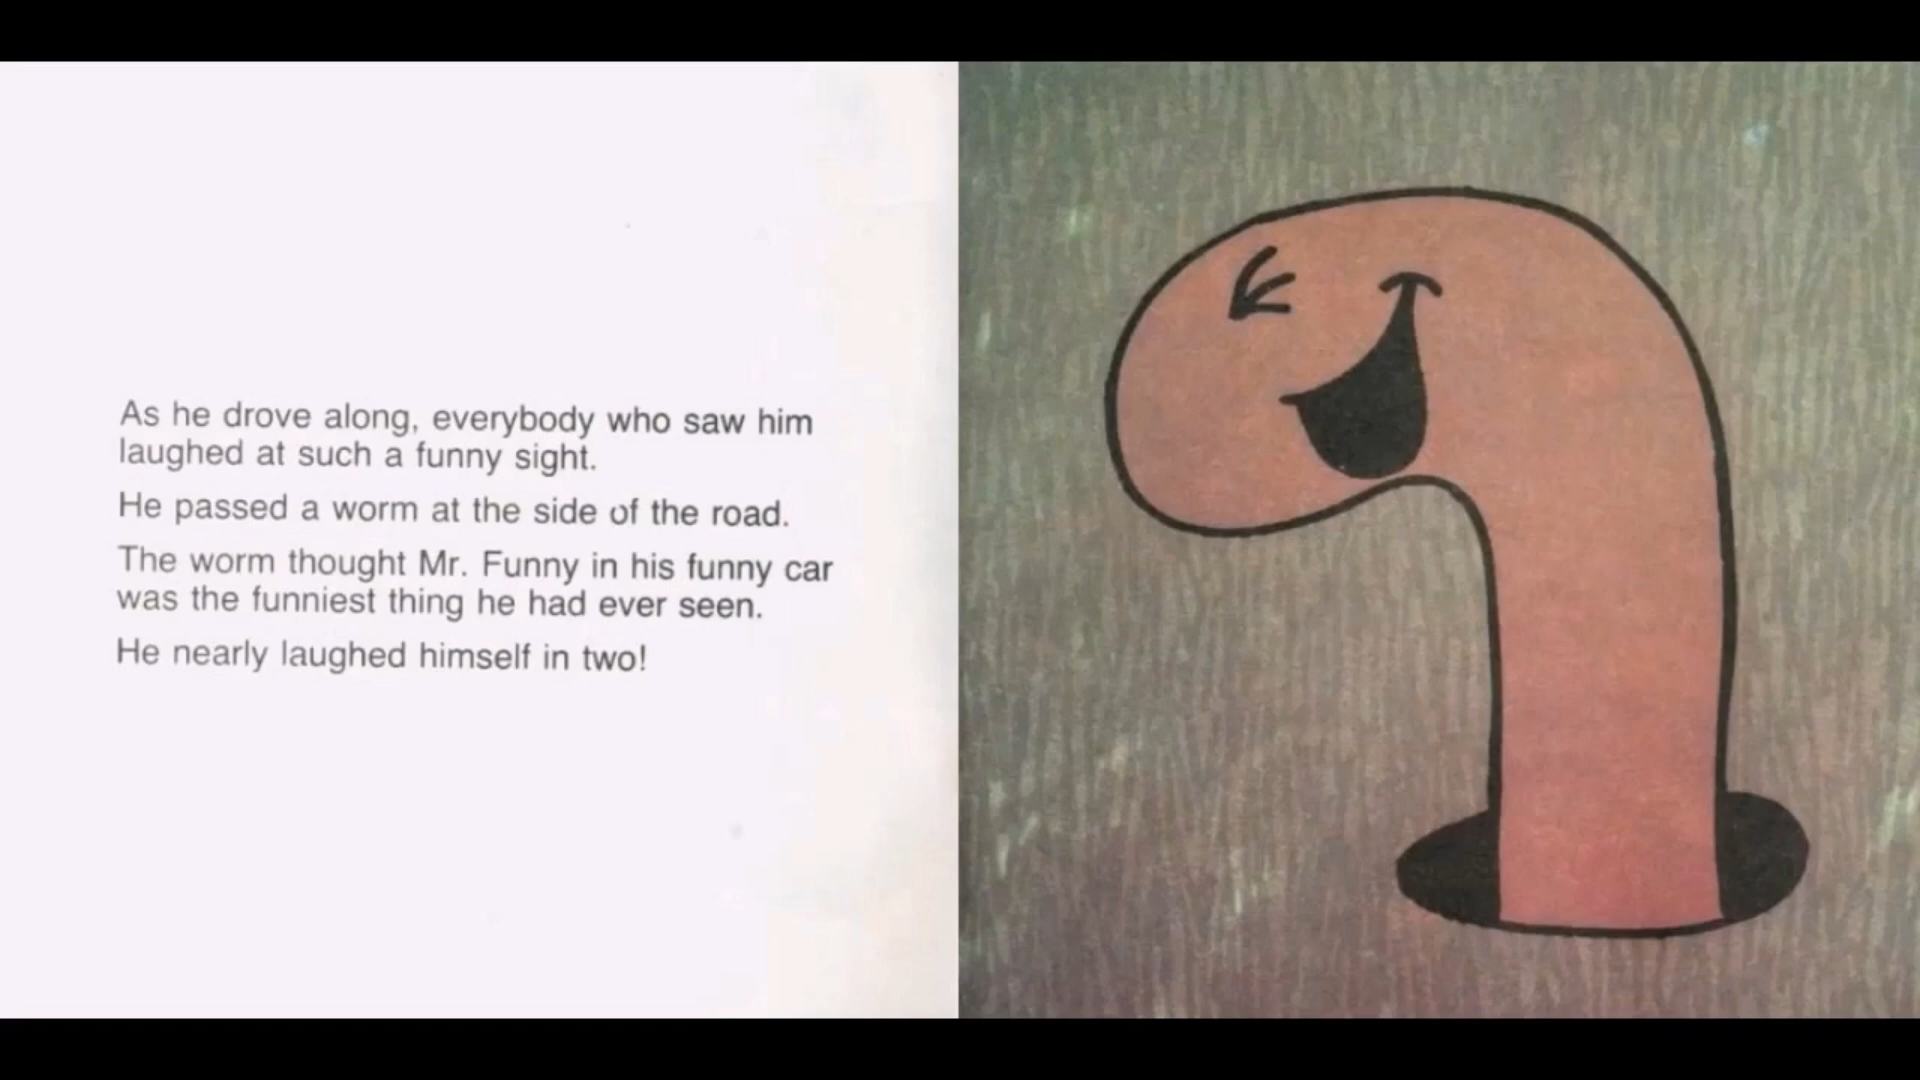 As he drove along, everybody who saw him
laughed at such a funny sight.
He passed a worm at the side of the road.
The worm thought Mr. Funny in his funny car
was the funniest thing he had ever seen.
He nearly laughed himself in two!